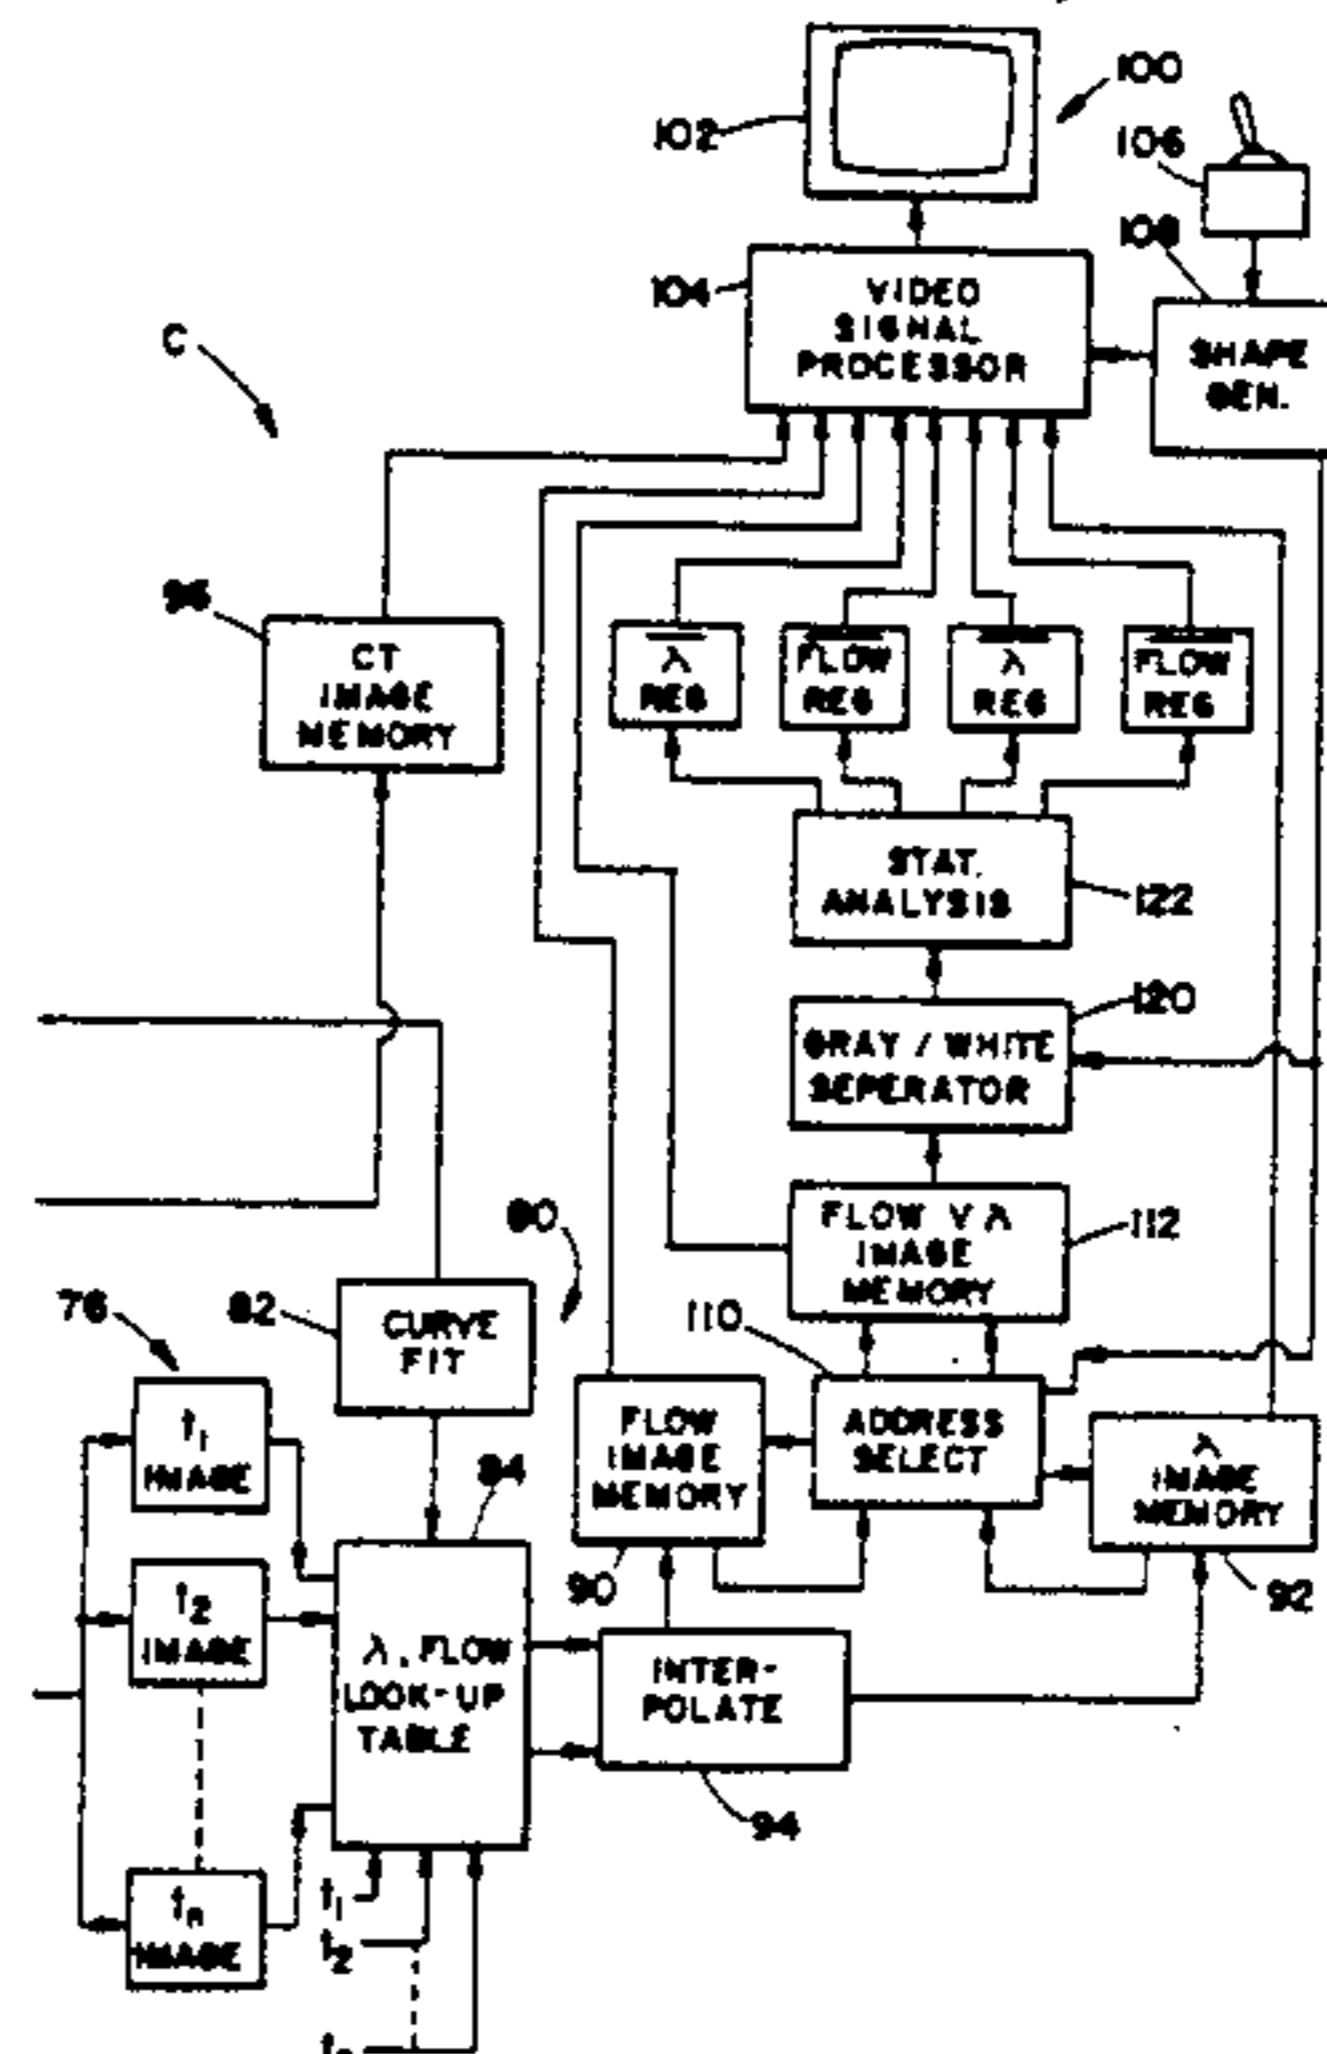 100
102
106
108
104
VIDEO
SIGNAL
PROCESSOR
SHAPE
GEN.
C
96
CT
IMAGE
MEMORY
λ
REG
FLOW
REG
λ
REG
FLOW
REG
STAT.
ANALYSIS
122
120
GRAY / WHITE
SEPERATOR
80
FLOW V λ
IMAGE
MEMORY
112
110
76
82
CURVE
FIT
t1
IMAGE
84
FLOW
IMAGE
MEMORY
ADDRESS
SELECT
λ
IMAGE
MEMORY
90
92
t2
IMAGE
λ, FLOW
LOOK-UP
TABLE
INTER-
POLATE
94
tn
IMAGE
t1
t2